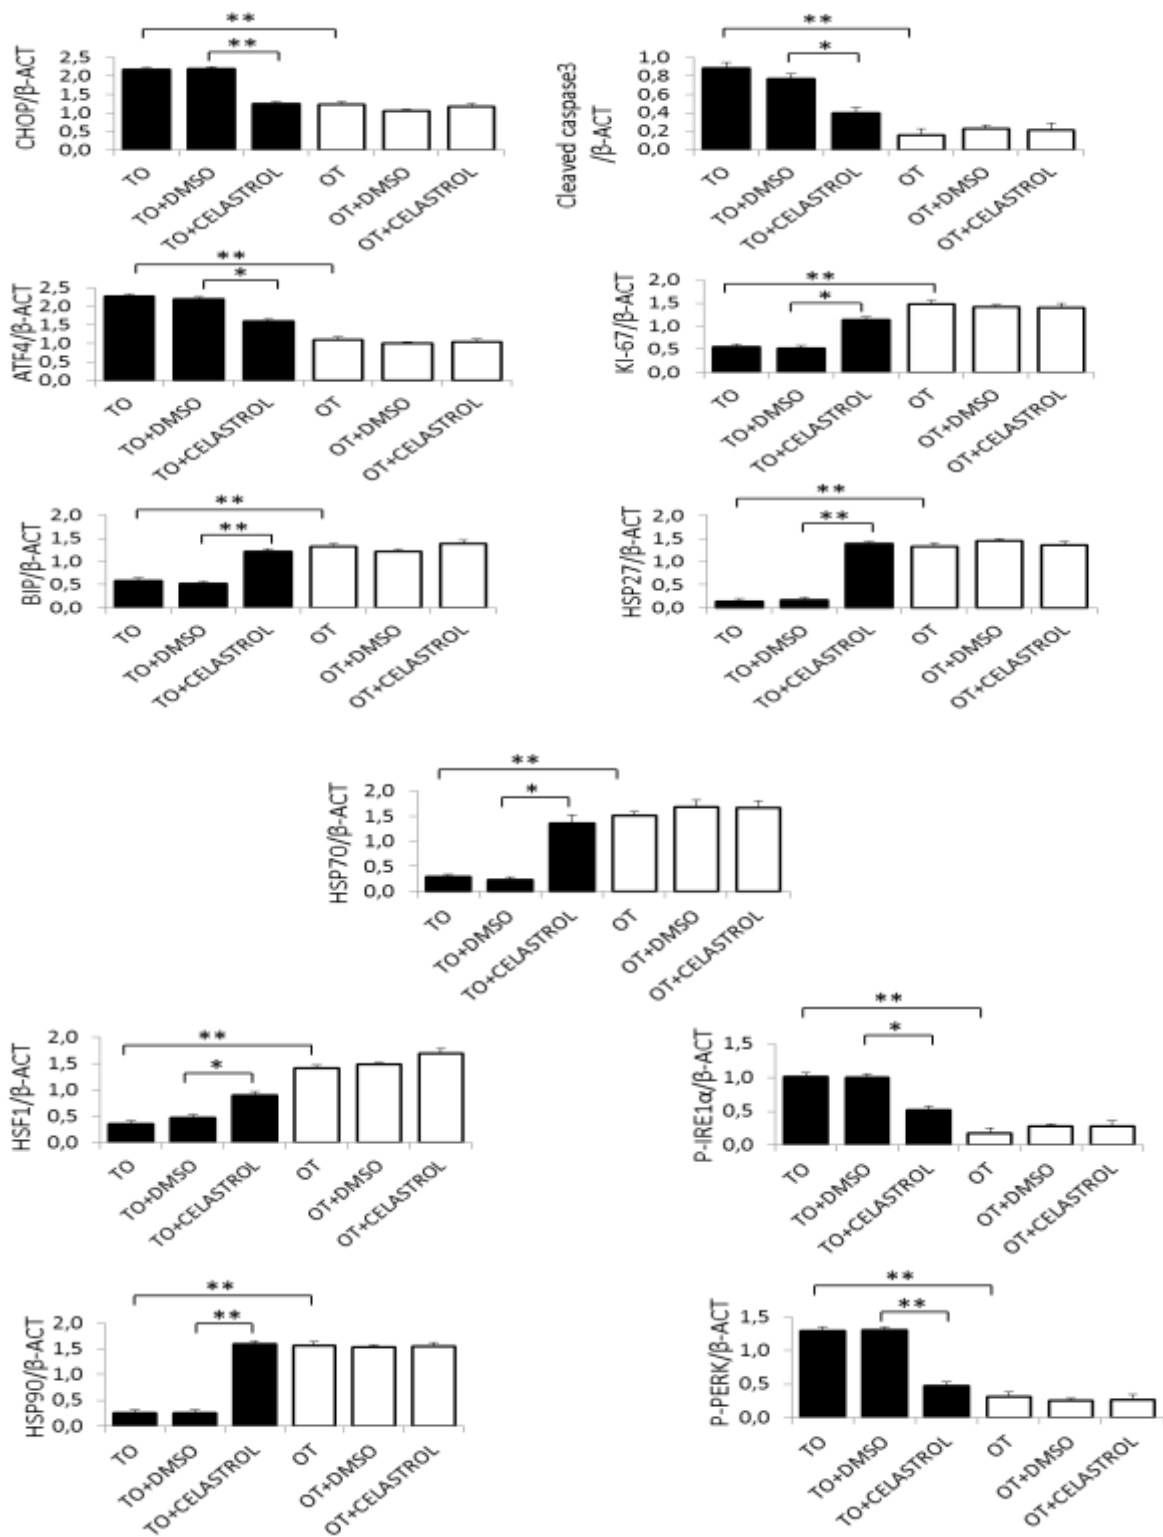 **
**
CHOP/β-ACT
2,5
2,0
1,5
1,0
0,5
0,0
TO
TO+DMSO
TO+CELASTROL
OT
OT+DMSO
OT+CELASTROL
**
*
Cleaved caspase3
/β-ACT
1,0
0,8
0,6
0,4
0,2
0,0
TO
TO+DMSO
TO+CELASTROL
OT
OT+DMSO
OT+CELASTROL
**
*
ATF4/β-ACT
2,5
2,0
1,5
1,0
0,5
0,0
TO
TO+DMSO
TO+CELASTROL
OT
OT+DMSO
OT+CELASTROL
**
*
KI-67/β-ACT
2,0
1,5
1,0
0,5
0,0
TO
TO+DMSO
TO+CELASTROL
OT
OT+DMSO
OT+CELASTROL
**
**
BIP/β-ACT
2,0
1,5
1,0
0,5
0,0
TO
TO+DMSO
TO+CELASTROL
OT
OT+DMSO
OT+CELASTROL
**
**
HSP27/β-ACT
2,0
1,5
1,0
0,5
0,0
TO
TO+DMSO
TO+CELASTROL
OT
OT+DMSO
OT+CELASTROL
**
*
HSP70/β-ACT
2,0
1,5
1,0
0,5
0,0
TO
TO+DMSO
TO+CELASTROL
OT
OT+DMSO
OT+CELASTROL
**
*
HSF1/β-ACT
2,0
1,5
1,0
0,5
0,0
TO
TO+DMSO
TO+CELASTROL
OT
OT+DMSO
OT+CELASTROL
**
*
P-IRE1α/β-ACT
1,5
1,0
0,5
0,0
TO
TO+DMSO
TO+CELASTROL
OT
OT+DMSO
OT+CELASTROL
**
**
HSP90/β-ACT
2,0
1,5
1,0
0,5
0,0
TO
TO+DMSO
TO+CELASTROL
OT
OT+DMSO
OT+CELASTROL
**
**
P-PERK/β-ACT
1,5
1,0
0,5
0,0
TO
TO+DMSO
TO+CELASTROL
OT
OT+DMSO
OT+CELASTROL